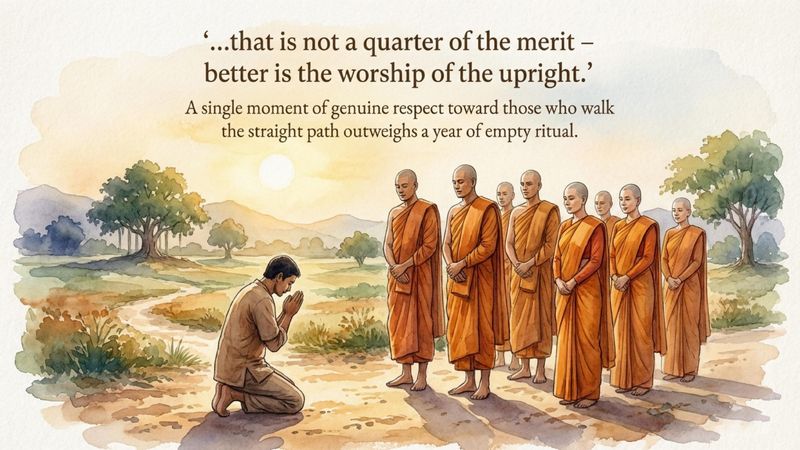 ‘...that is not a quarter of the merit –
better is the worship of the upright.’
A single moment of genuine respect toward those who walk
the straight path outweighs a year of empty ritual.